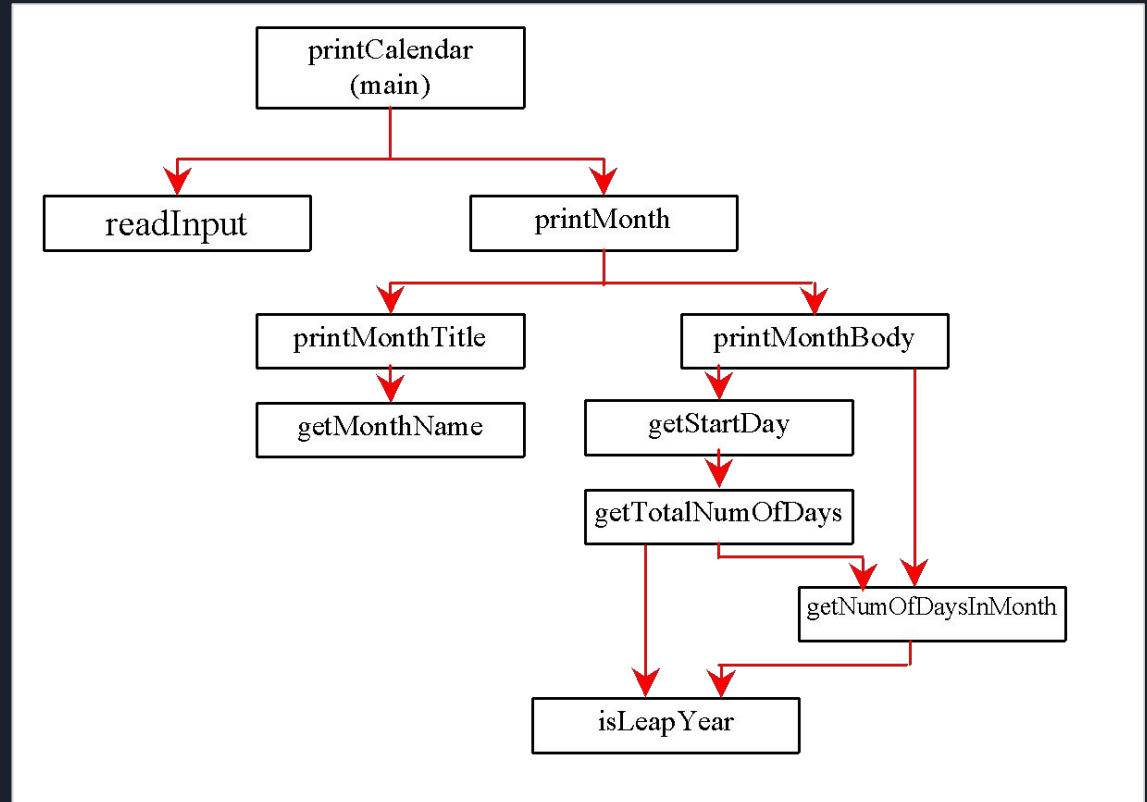 printCalendar
(main)
readInput
printMonth
printMonthTitle
printMonthBody
getMonthName
getStartDay
getTotalNumOfDays
getNumOfDaysInMonth
isLeapYear